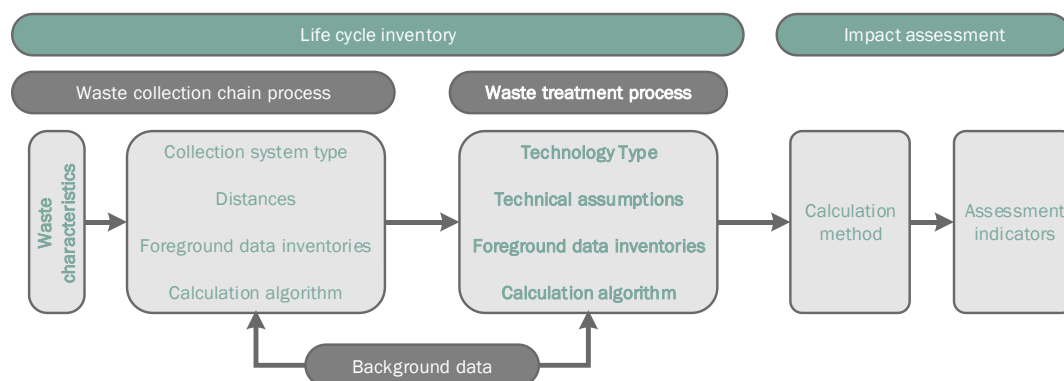 Life cycle inventory
Impact assessment
Waste collection chain process
Waste treatment process
Waste
characteristics
Collection system type
Distances
Foreground data inventories
Calculation algorithm
Technology Type
Technical assumptions
Foreground data inventories
Calculation algorithm
Calculation
method
Assessment
indicators
Background data